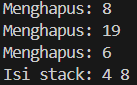 Menghapus: 8
Menghapus: 19
Menghapus: 6
Isi stack: 4 8